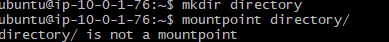 ubuntu@ip-10-0-1-76:~$ mkdir directory
ubuntu@ip-10-0-1-76:~$ mountpoint directory/
directory/ is not a mountpoint